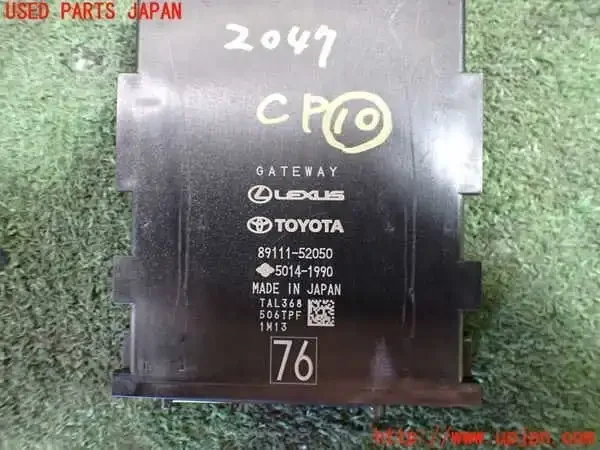 USED PARTS JAPAN
2047
CP10
GATEWAY
LEXUS
TOYOTA
89111-52050
5014-1990
MADE IN JAPAN
TAL368
506TPF
1M13
76
http://www.upjpn.com